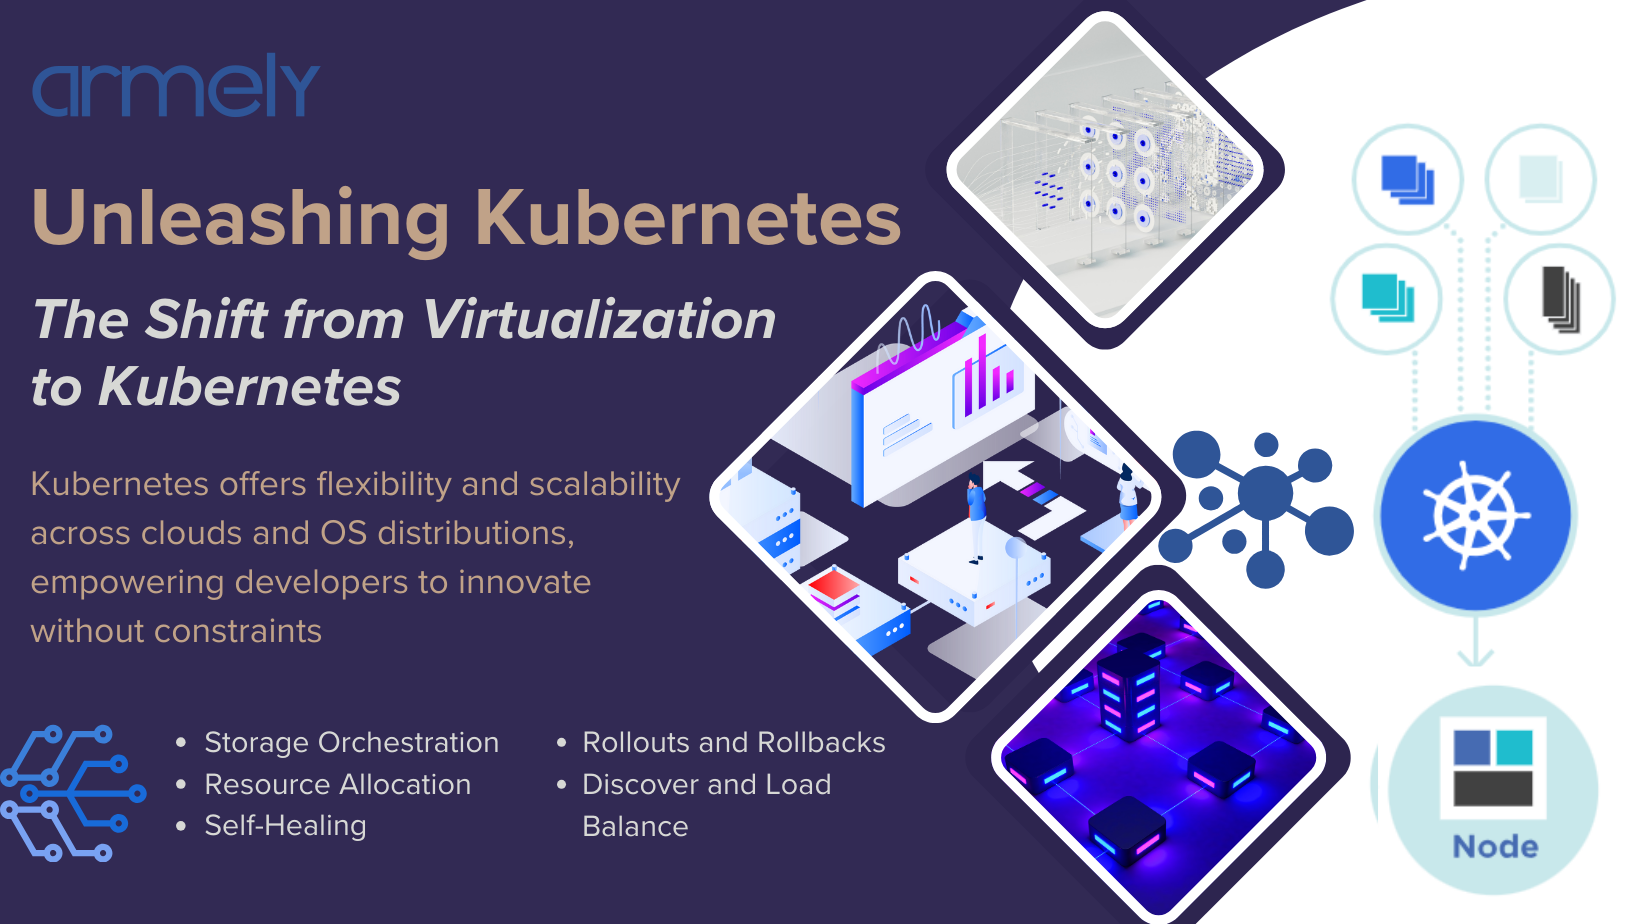 armely
Unleashing Kubernetes
The Shift from Virtualization
to Kubernetes
Kubernetes offers flexibility and scalability
across clouds and OS distributions,
empowering developers to innovate
without constraints
• Storage Orchestration
• Resource Allocation
• Self-Healing
• Rollouts and Rollbacks
• Discover and Load
Balance
Node